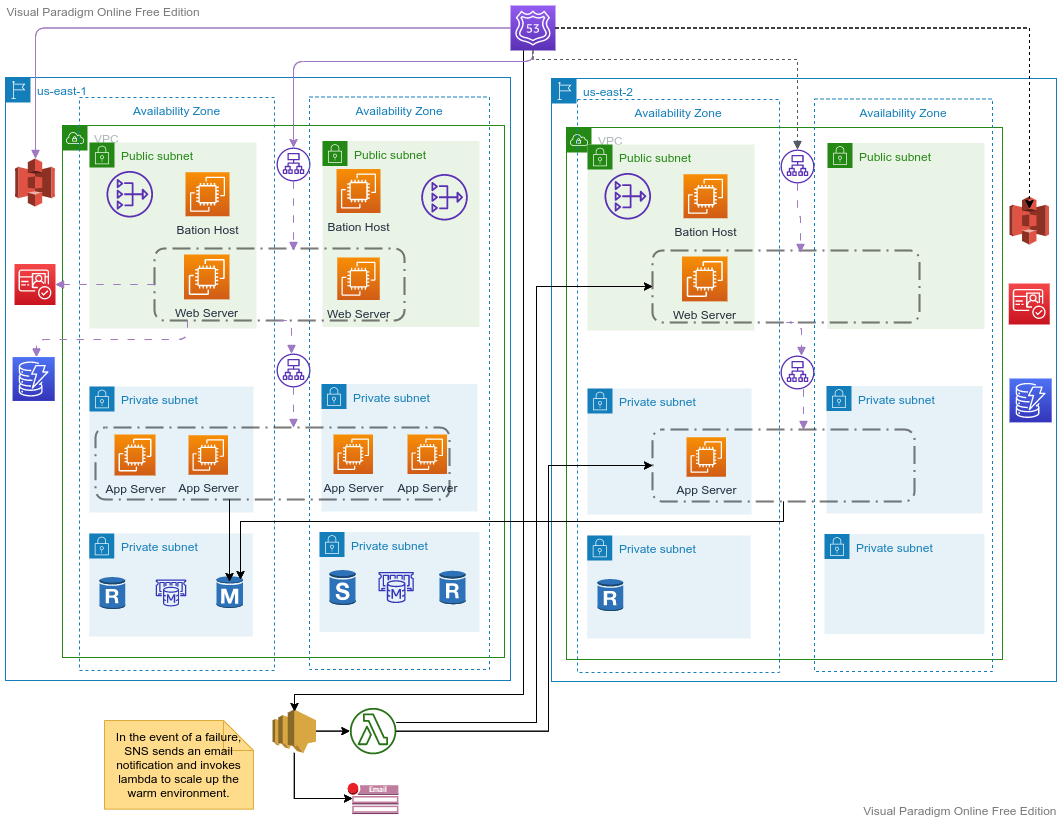 Visual Paradigm Online Free Edition
53
us-east-1
Availability Zone
Availability Zone
VPC
Public subnet
Public subnet
Bation Host
Bation Host
Web Server
Web Server
Private subnet
Private subnet
App Server
App Server
App Server
App Server
Private subnet
Private subnet
R
M
M
S
M
R
us-east-2
Availability Zone
Availability Zone
VPC
Public subnet
Public subnet
Bation Host
Web Server
Private subnet
Private subnet
App Server
Private subnet
Private subnet
R
In the event of a failure,
SNS sends an email
notification and invokes
lambda to scale up the
warm environment.
Email
Visual Paradigm Online Free Edition